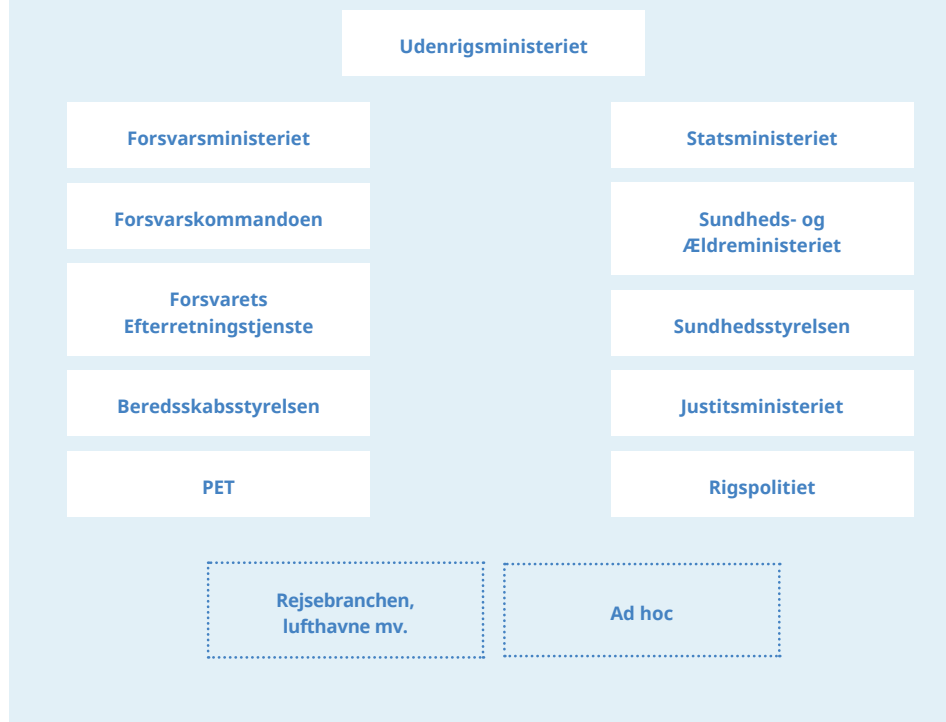 Udenrigsministeriet
Forsvarsministeriet
Statsministeriet
Forsvarskommandoen
Sundheds- og
Ældreministeriet
Forsvarets
Efterretningstjenste
Sundhedsstyrelsen
Beredsskabsstyrelsen
Justitsministeriet
PET
Rigspolitiet
Rejsebranchen,
lufthavne mv.
Ad hoc